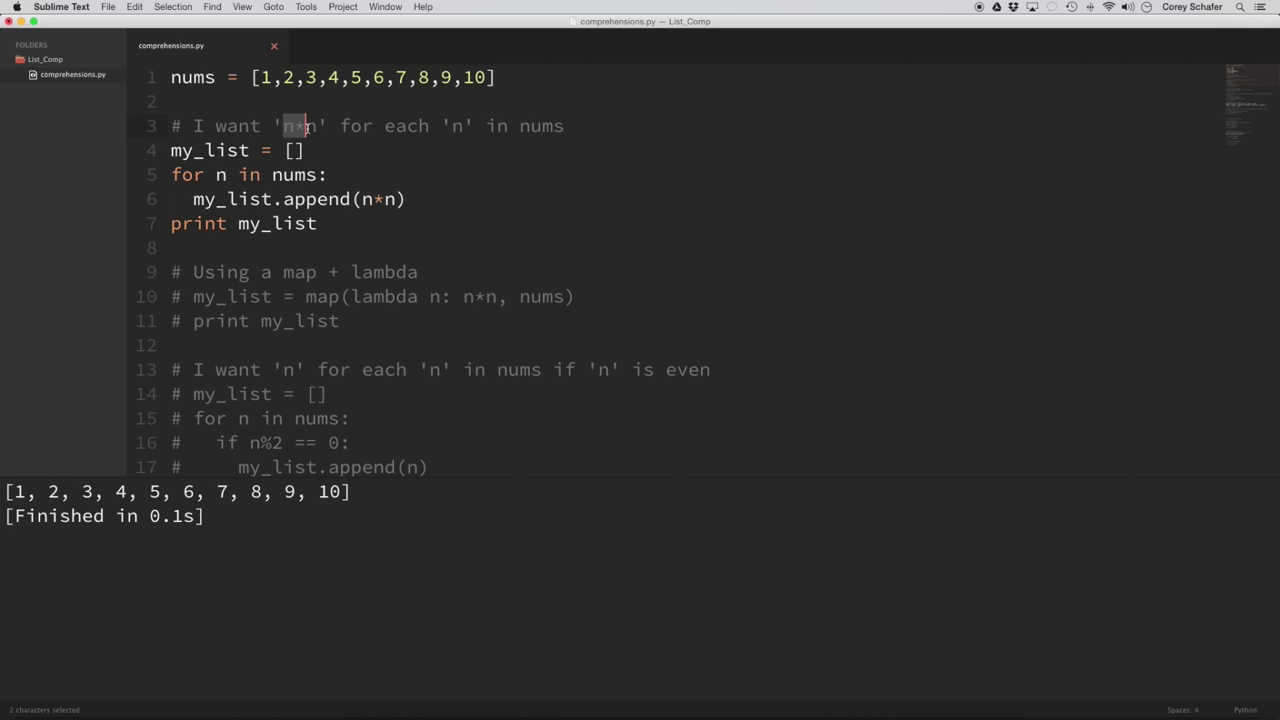 Sublime Text File Edit Selection Find View Goto Tools Project Window Help Corey Schafer
comprehensions.py — List_Comp
FOLDERS
List_Comp
comprehensions.py
comprehensions.py ×
1 nums = [1,2,3,4,5,6,7,8,9,10]
2
3 # I want 'n*n' for each 'n' in nums
4 my_list = []
5 for n in nums:
6   my_list.append(n*n)
7 print my_list
8
9 # Using a map + lambda
10 # my_list = map(lambda n: n*n, nums)
11 # print my_list
12
13 # I want 'n' for each 'n' in nums if 'n' is even
14 # my_list = []
15 # for n in nums:
16 #   if n%2 == 0:
17 #     my_list.append(n)
[1, 2, 3, 4, 5, 6, 7, 8, 9, 10]
[Finished in 0.1s]
2 characters selected Spaces: 4 Python